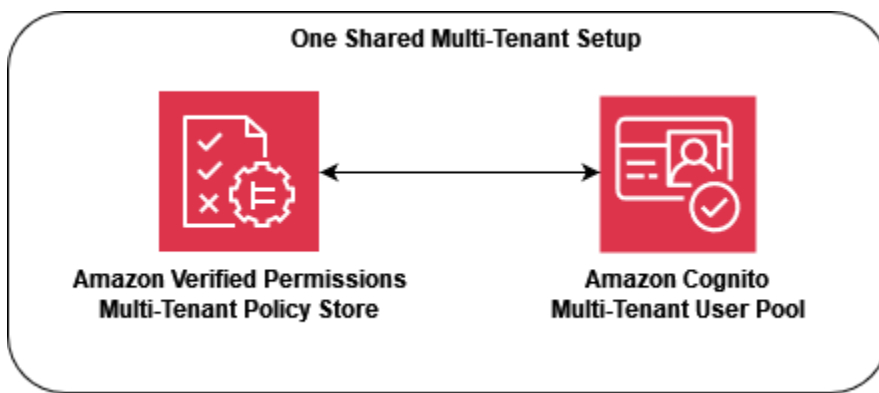 One Shared Multi-Tenant Setup
Amazon Verified Permissions
Multi-Tenant Policy Store
Amazon Cognito
Multi-Tenant User Pool